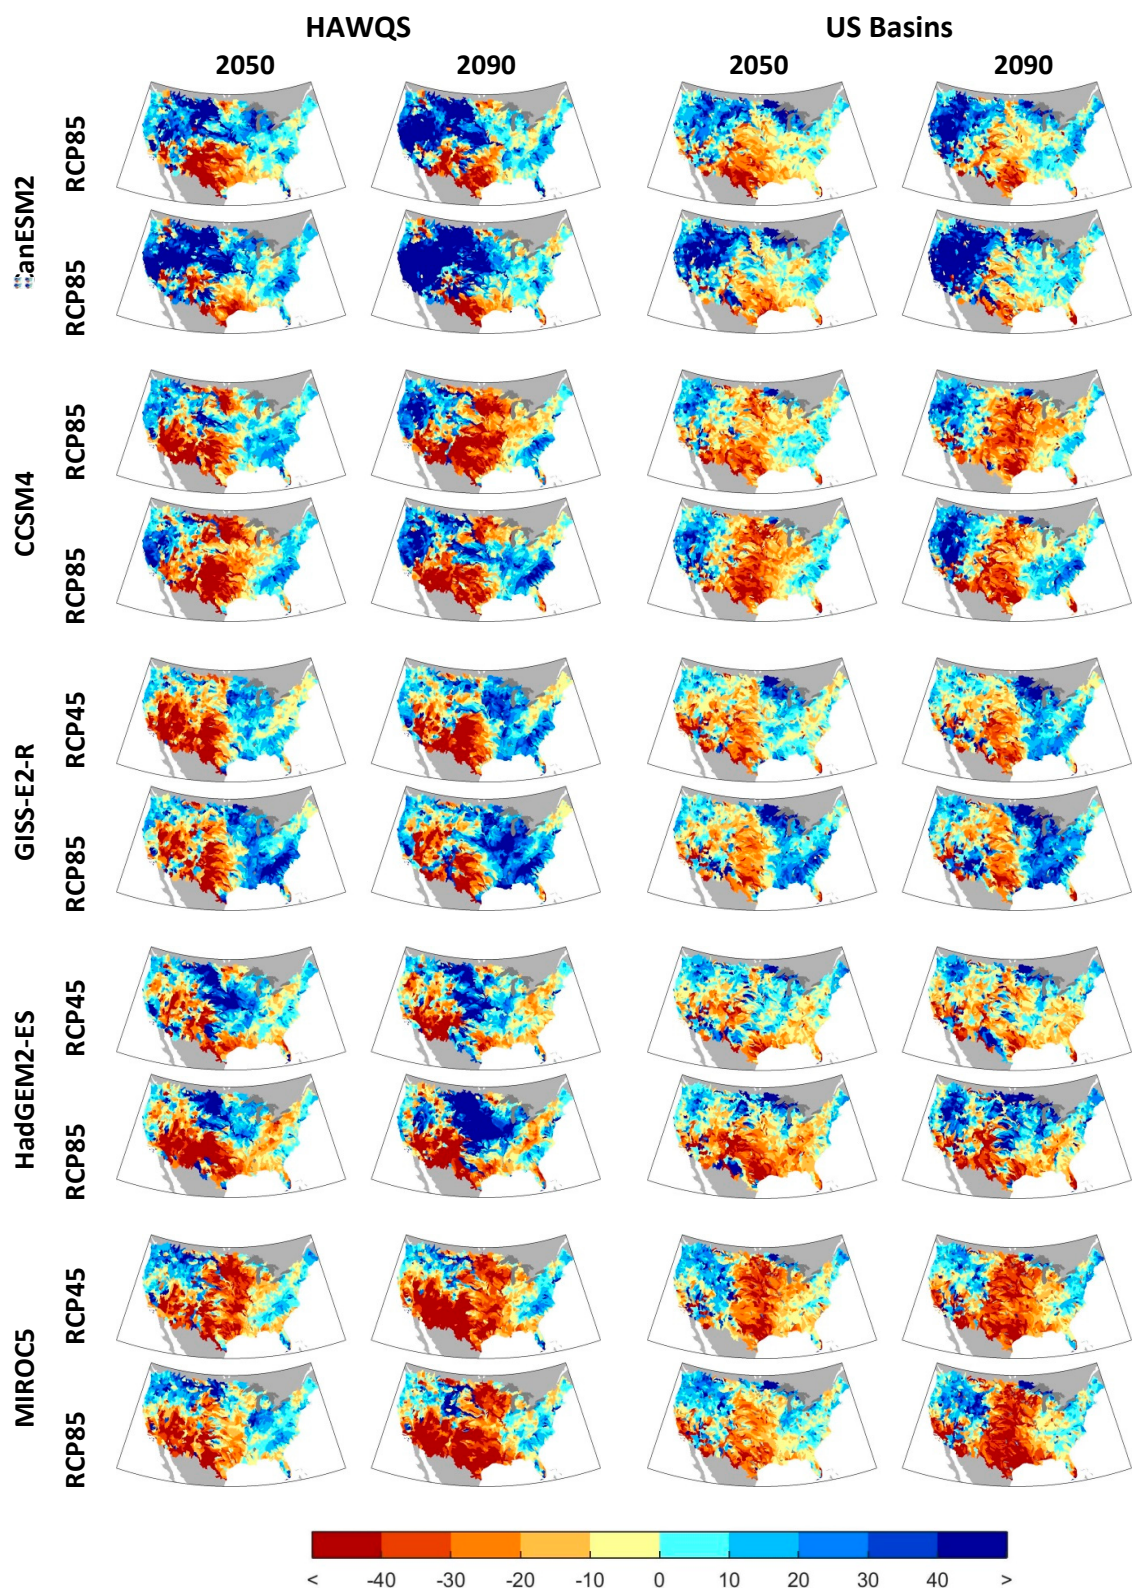 HAWQS US Basins
2050 2090 2050 2090
RCP85
anESM2
RCP85
RCP85
CCSM4
RCP85
RCP45
GISS-E2-R
RCP85
RCP45
HadGEM2-ES
RCP85
RCP45
MIROC5
RCP85
< -40 -30 -20 -10 0 10 20 30 40 >